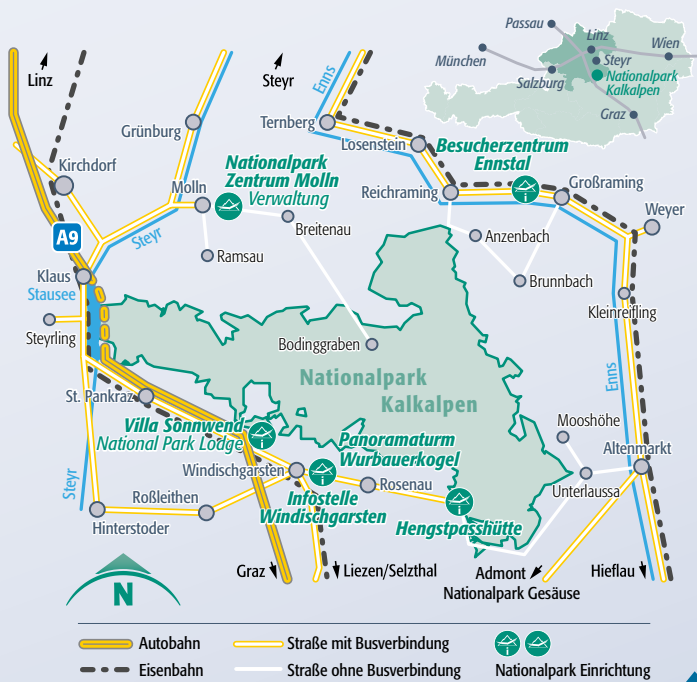 Passau
Linz
Wien
Steyr
München
Nationalpark
Kalkalpen
Salzburg
Graz
Linz
Steyr
Enns
Grünburg
Ternberg
Losenstein
Besucherzentrum
Ennstal
Kirchdorf
Nationalpark
Zentrum Molln
Verwaltung
Molln
Reichraming
Großraming
Weyer
A9
Steyr
Breitenau
Anzenbach
Ramsau
Klaus
Stausee
Brunnbach
Kleinreifling
Steyrling
Bodinggraben
Nationalpark
Kalkalpen
Enns
St. Pankraz
Villa Sonnwend
National Park Lodge
Panoramaturm
Wurbauerkogel
Mooshöhe
Altenmarkt
Windischgarsten
Steyr
Rosenau
Unterlaussa
Roßleithen
Infostelle
Windischgarsten
Hinterstoder
Hengstpasshütte
Graz
Liezen/Selzthal
Admont
Nationalpark Gesäuse
Hieflau
N
Autobahn
Straße mit Busverbindung
Eisenbahn
Straße ohne Busverbindung
Nationalpark Einrichtung